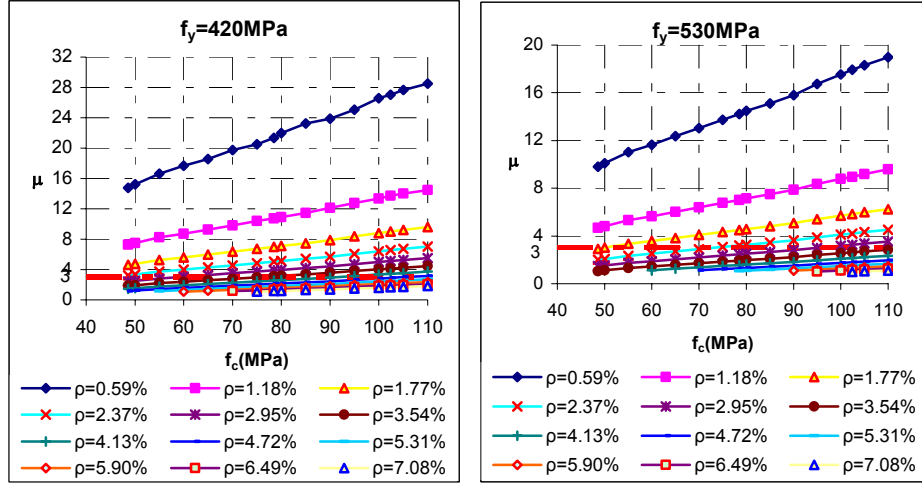 f_y=420MPa
32
28
24
20
16
12
8
4
3
0
μ
40 50 60 70 80 90 100 110
f_c(MPa)
ρ=0.59% ρ=1.18% ρ=1.77%
ρ=2.37% ρ=2.95% ρ=3.54%
ρ=4.13% ρ=4.72% ρ=5.31%
ρ=5.90% ρ=6.49% ρ=7.08%
f_y=530MPa
20
16
12
8
4
3
0
μ
40 50 60 70 80 90 100 110
f_c(MPa)
ρ=0.59% ρ=1.18% ρ=1.77%
ρ=2.37% ρ=2.95% ρ=3.54%
ρ=4.13% ρ=4.72% ρ=5.31%
ρ=5.90% ρ=6.49% ρ=7.08%